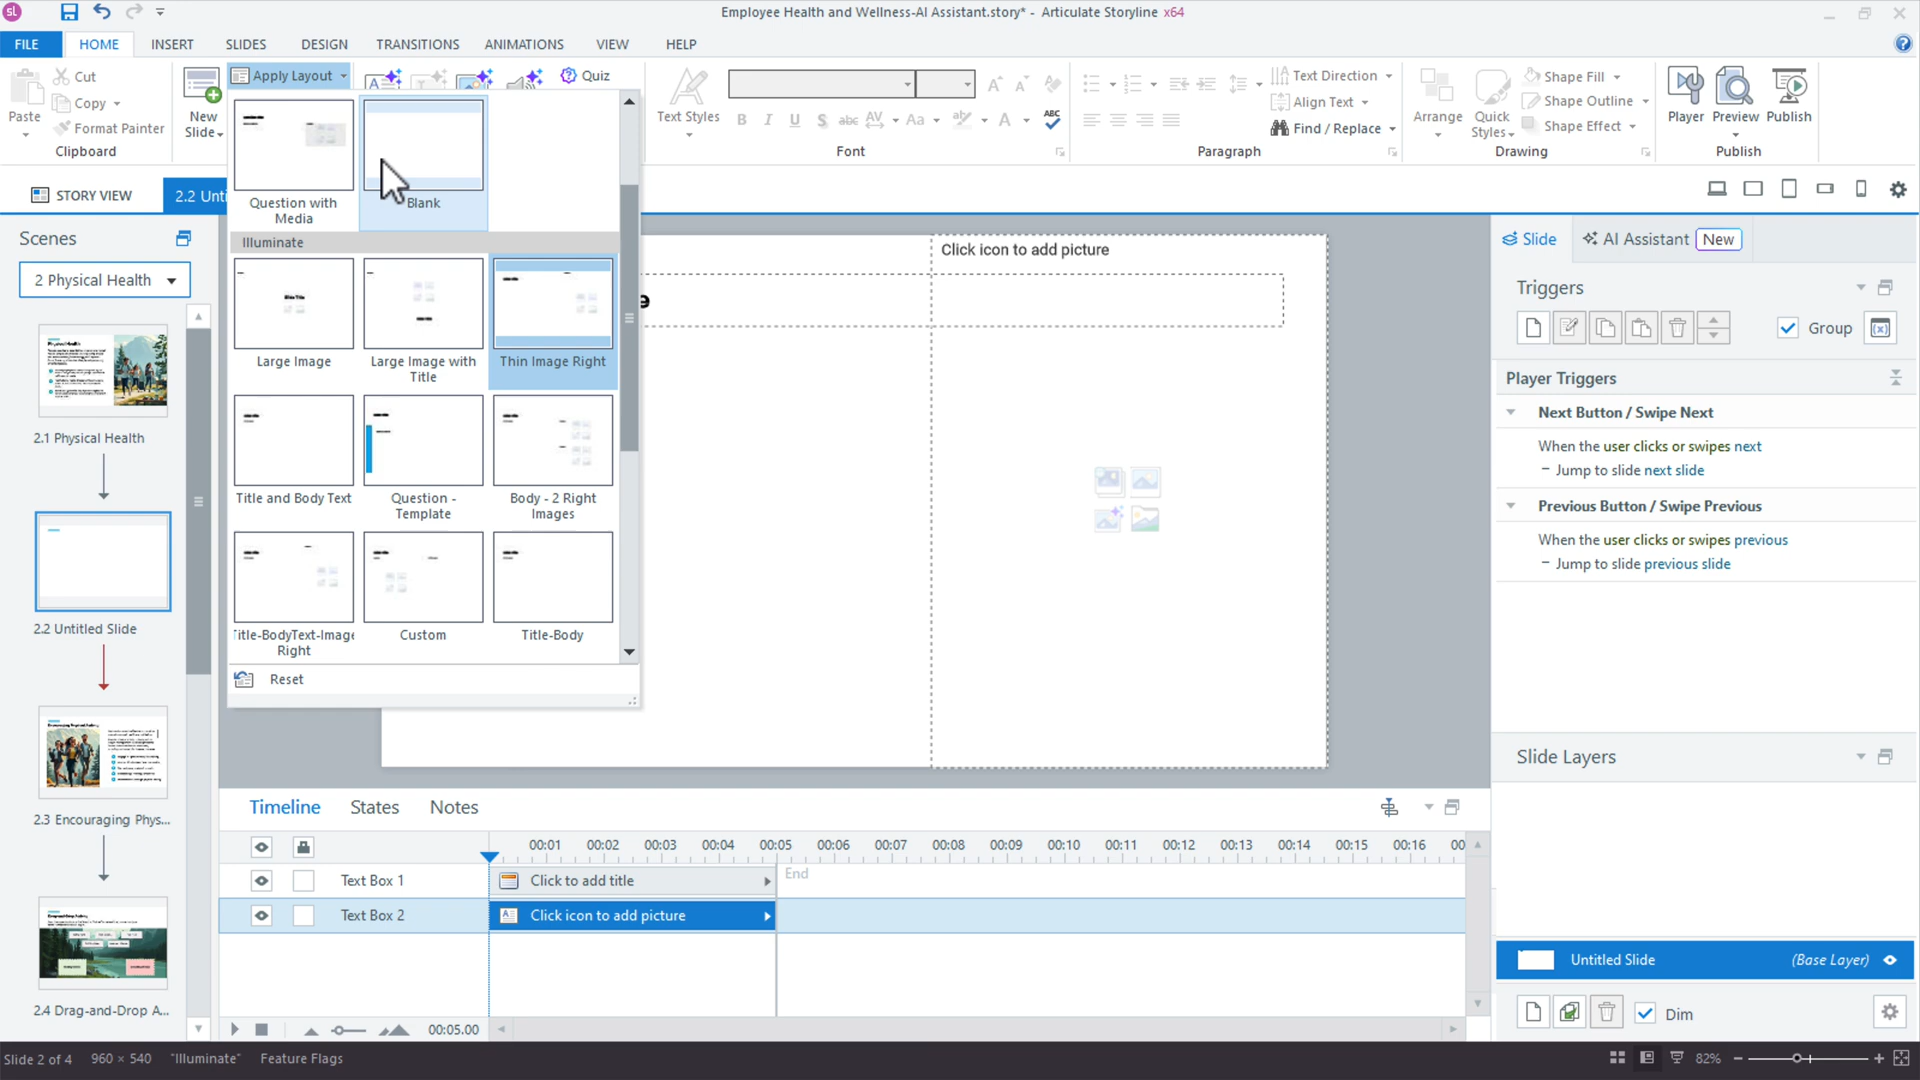 sl
Employee Health and Wellness-AI Assistant.story* - Articulate Storyline x64
FILE
HOME
INSERT
SLIDES
DESIGN
TRANSITIONS
ANIMATIONS
VIEW
HELP
Paste
Cut
Copy
Format Painter
Clipboard
New
Slide
Apply Layout
Quiz
Text Styles
B I U S abc AV Aa A ABC
Font
Paragraph
Text Direction
Align Text
Find / Replace
Arrange
Quick
Styles
Shape Fill
Shape Outline
Shape Effect
Drawing
Player
Preview
Publish
Publish
STORY VIEW
2.2 Unti
Question with
Media
Blank
Illuminate
Large Image
Large Image with
Title
Thin Image Right
Title and Body Text
Question -
Template
Body - 2 Right
Images
Title-BodyText-Image
Right
Custom
Title-Body
Reset
Scenes
2 Physical Health
2.1 Physical Health
2.2 Untitled Slide
2.3 Encouraging Phys...
2.4 Drag-and-Drop A...
Click icon to add picture
e
Slide
AI Assistant
New
Triggers
Group
(x)
Player Triggers
Next Button / Swipe Next
When the user clicks or swipes next
– Jump to slide next slide
Previous Button / Swipe Previous
When the user clicks or swipes previous
– Jump to slide previous slide
Slide Layers
Untitled Slide
(Base Layer)
Dim
Timeline
States
Notes
00:01 00:02 00:03 00:04 00:05 00:06 00:07 00:08 00:09 00:10 00:11 00:12 00:13 00:14 00:15 00:16 00
Text Box 1
Click to add title
End
Text Box 2
Click icon to add picture
00:05.00
Slide 2 of 4
960 × 540
"Illuminate"
Feature Flags
82%